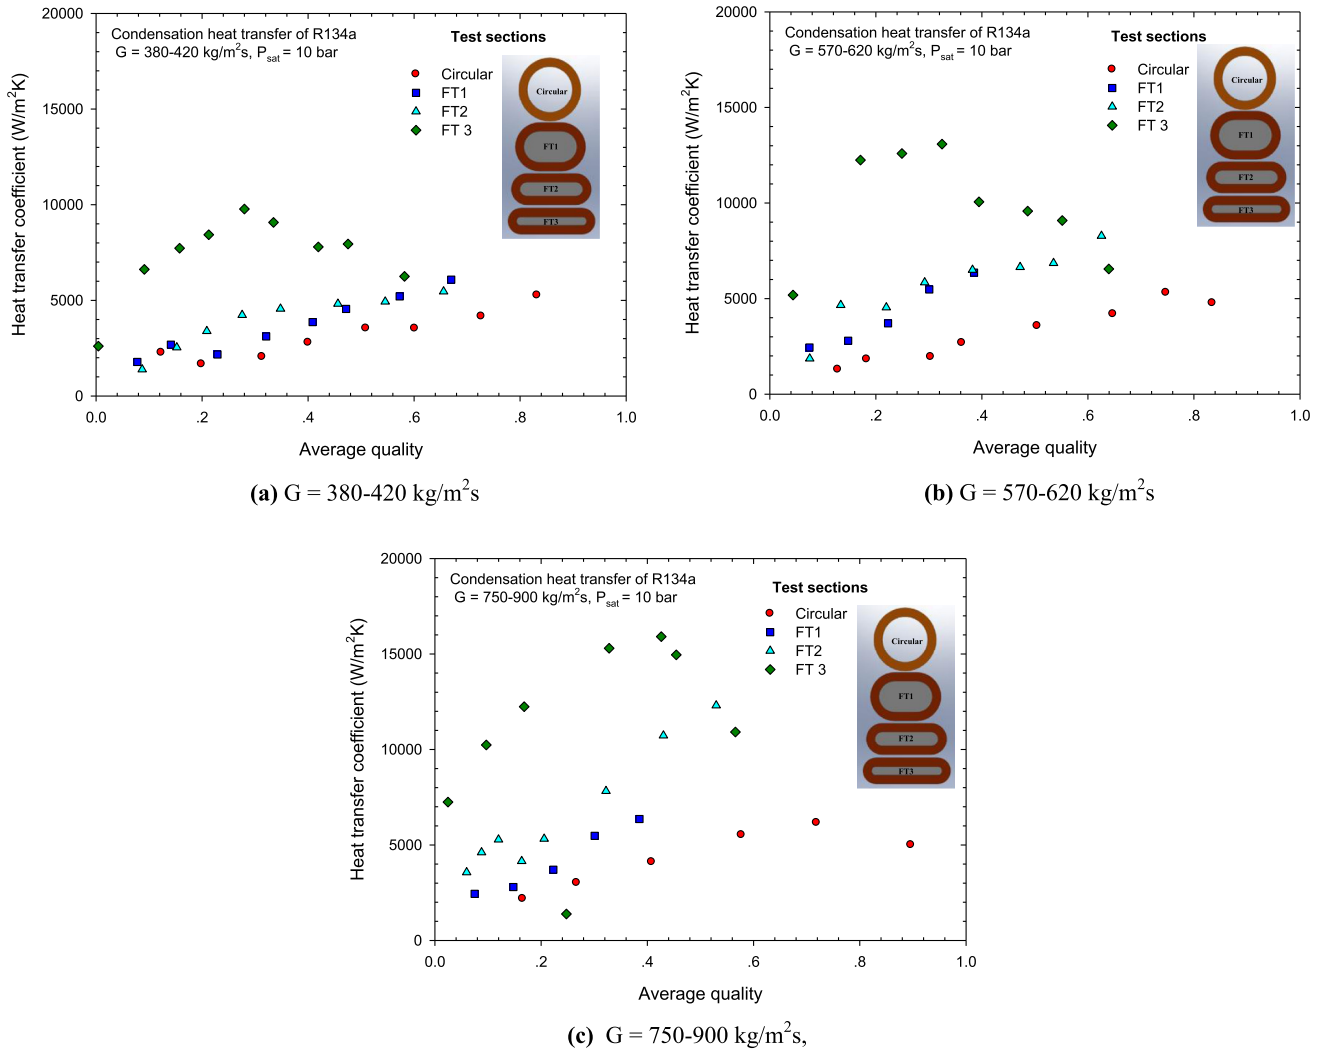 Condensation heat transfer of R134a
G = 380-420 kg/m²s, Psat = 10 bar
Test sections
Circular
FT1
FT2
FT 3
Circular
FT1
FT2
FT3
Heat transfer coefficient (W/m²K)
20000
15000
10000
5000
0
0.0 .2 .4 .6 .8 1.0
Average quality
(a) G = 380-420 kg/m²s
Condensation heat transfer of R134a
G = 570-620 kg/m²s, Psat = 10 bar
Test sections
Circular
FT1
FT2
FT 3
Circular
FT1
FT2
FT3
Heat transfer coefficient (W/m²K)
20000
15000
10000
5000
0
0.0 .2 .4 .6 .8 1.0
Average quality
(b) G = 570-620 kg/m²s
Condensation heat transfer of R134a
G = 750-900 kg/m²s, Psat = 10 bar
Test sections
Circular
FT1
FT2
FT 3
Circular
FT1
FT2
FT3
Heat transfer coefficient (W/m²K)
20000
15000
10000
5000
0
0.0 .2 .4 .6 .8 1.0
Average quality
(c) G = 750-900 kg/m²s,